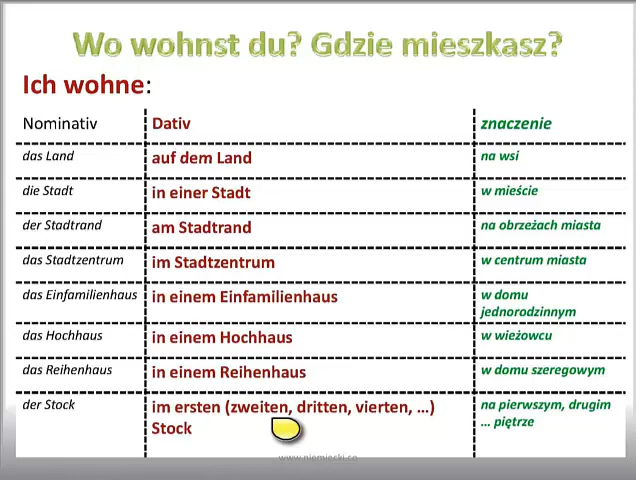 Wo wohnst du? Gdzie mieszkasz?
Ich wohne:
Nominativ Dativ znaczenie
das Land auf dem Land na wsi
die Stadt in einer Stadt w mieście
der Stadtrand am Stadtrand na obrzeżach miasta
das Stadtzentrum im Stadtzentrum w centrum miasta
das Einfamilienhaus in einem Einfamilienhaus w domu
jednorodzinnym
das Hochhaus in einem Hochhaus w wieżowcu
das Reihenhaus in einem Reihenhaus w domu szeregowym
der Stock im ersten (zweiten, dritten, vierten, …) na pierwszym, drugim
Stock … piętrze
www.niemiecki.co